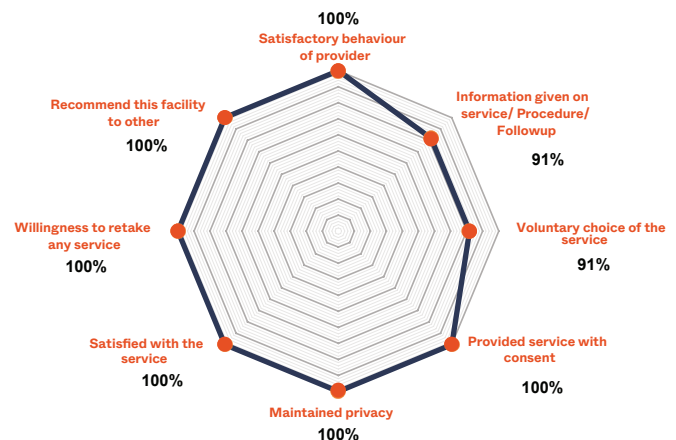 100%
Satisfactory behaviour
of provider
Information given on
service/ Procedure/
Followup
91%
Voluntary choice of the
service
91%
Provided service with
consent
100%
Maintained privacy
100%
Satisfied with the
service
100%
Willingness to retake
any service
100%
Recommend this facility
to other
100%